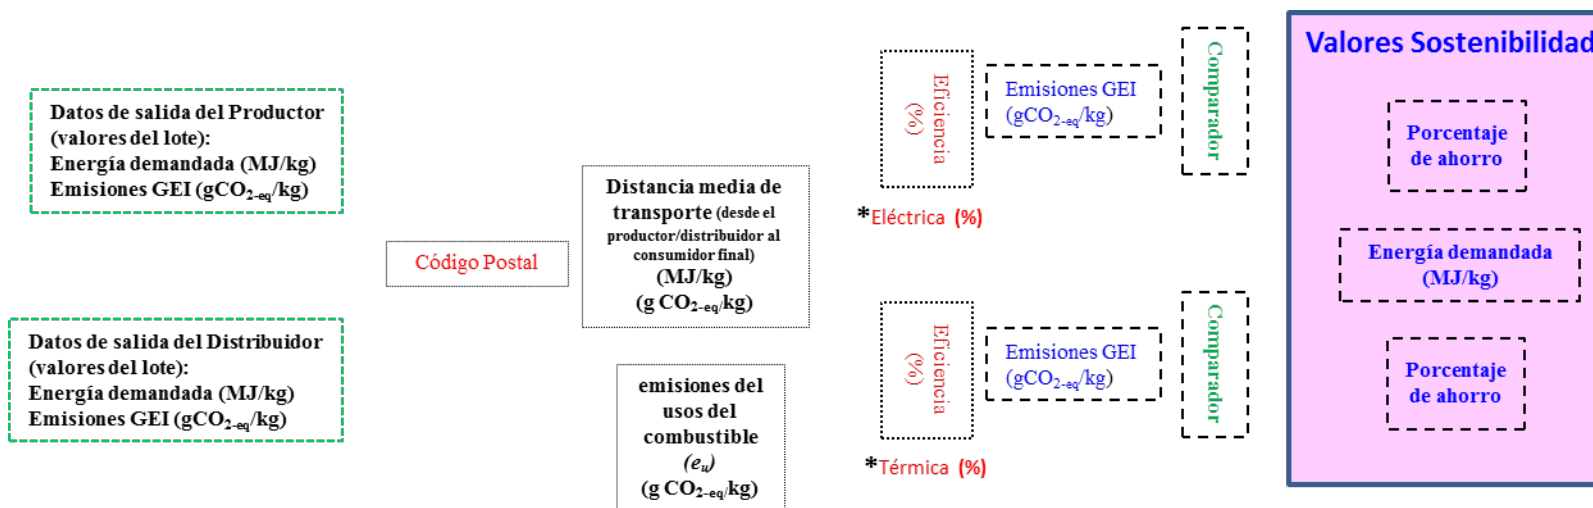 Datos de salida del Productor
(valores del lote):
Energía demandada (MJ/kg)
Emisiones GEI (gCO2-eq/kg)
Datos de salida del Distribuidor
(valores del lote):
Energía demandada (MJ/kg)
Emisiones GEI (gCO2-eq/kg)
Código Postal
Distancia media de
transporte (desde el
productor/distribuidor al
consumidor final)
(MJ/kg)
(g CO2-eq/kg)
emisiones del
usos del
combustible
(eu)
(g CO2-eq/kg)
Eficiencia
(%)
*Eléctrica (%)
Emisiones GEI
(gCO2-eq/kg)
Comparador
Eficiencia
(%)
*Térmica (%)
Emisiones GEI
(gCO2-eq/kg)
Comparador
Valores Sostenibilidad
Porcentaje
de ahorro
Energía demandada
(MJ/kg)
Porcentaje
de ahorro